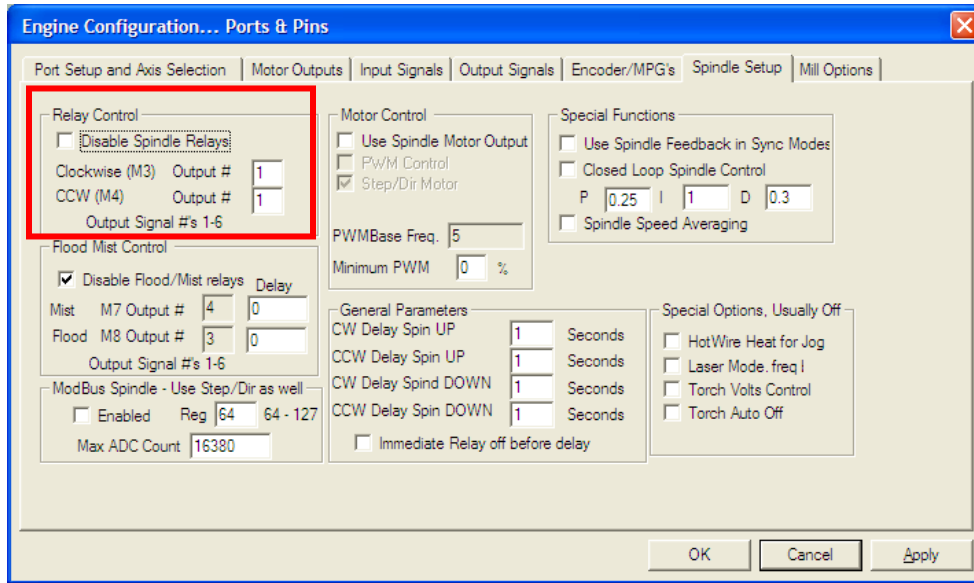 Engine Configuration... Ports & Pins
Port Setup and Axis Selection
Motor Outputs
Input Signals
Output Signals
Encoder/MPG's
Spindle Setup
Mill Options
Relay Control
Disable Spindle Relays
Clockwise (M3) Output # 1
CCW (M4) Output # 1
Output Signal #'s 1-6
Flood Mist Control
Disable Flood/Mist relays Delay
Mist M7 Output # 4 0
Flood M8 Output # 3 0
Output Signal #'s 1-6
ModBus Spindle - Use Step/Dir as well
Enabled Reg 64 64 - 127
Max ADC Count 16380
Motor Control
Use Spindle Motor Output
PWM Control
Step/Dir Motor
PWMBase Freq. 5
Minimum PWM 0 %
General Parameters
CW Delay Spin UP 1 Seconds
CCW Delay Spin UP 1 Seconds
CW Delay Spind DOWN 1 Seconds
CCW Delay Spin DOWN 1 Seconds
Immediate Relay off before delay
Special Functions
Use Spindle Feedback in Sync Modes
Closed Loop Spindle Control
P 0.25 I 1 D 0.3
Spindle Speed Averaging
Special Options, Usually Off
HotWire Heat for Jog
Laser Mode. freq
Torch Volts Control
Torch Auto Off
OK
Cancel
Apply